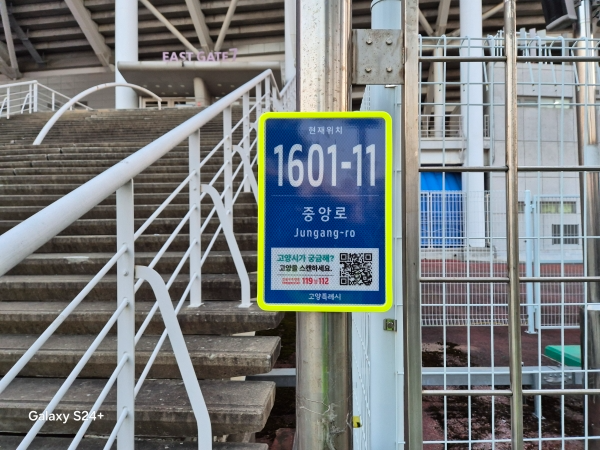 EAST GATE
현재위치
1601-11
중앙로
Jungang-ro
고양시가 궁금해?
고양을 스캔하세요.
119 및 112
고양특례시
Galaxy S24+